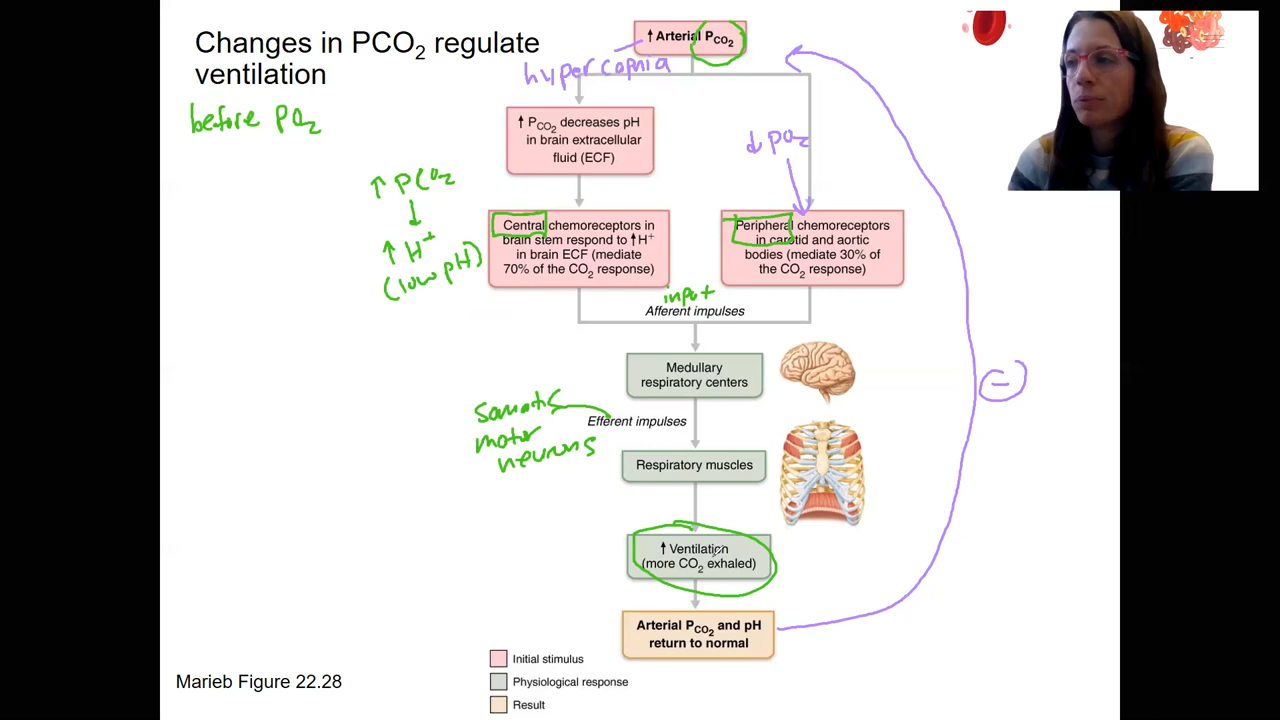 Changes in PCO2 regulate
ventilation
before PO2
↑ Arterial PCO2
hypercapnia
↑ PCO2 decreases pH
in brain extracellular
fluid (ECF)
↓ PO2
↑ PCO2
↓
↑ H+
(low pH)
Central chemoreceptors in
brain stem respond to ↑H+
in brain ECF (mediate
70% of the CO2 response)
Peripheral chemoreceptors
in carotid and aortic
bodies (mediate 30% of
the CO2 response)
input
Afferent impulses
Medullary
respiratory centers
(-)
somatic
motor
neurons
Efferent impulses
Respiratory muscles
↑ Ventilation
(more CO2 exhaled)
Arterial PCO2 and pH
return to normal
Initial stimulus
Physiological response
Result
Marieb Figure 22.28